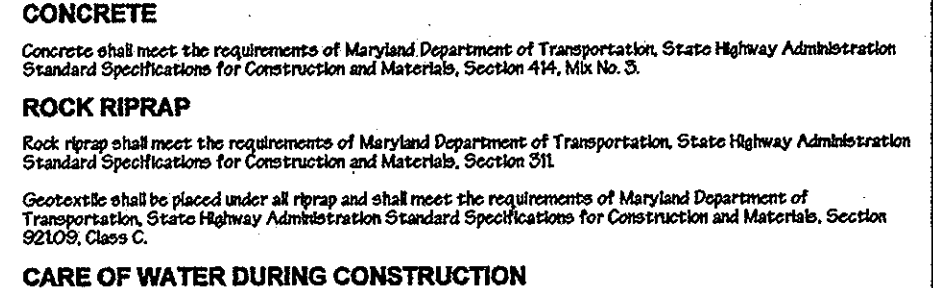 CONCRETE
Concrete shall meet the requirements of Maryland Department of Transportation, State Highway Administration
Standard Specifications for Construction and Materials, Section 414, Mix No. 3.
ROCK RIPRAP
Rock riprap shall meet the requirements of Maryland Department of Transportation, State Highway Administration
Standard Specifications for Construction and Materials, Section 311.
Geotextile shall be placed under all riprap and shall meet the requirements of Maryland Department of
Transportation, State Highway Administration Standard Specifications for Construction and Materials, Section
921.09, Class C.
CARE OF WATER DURING CONSTRUCTION